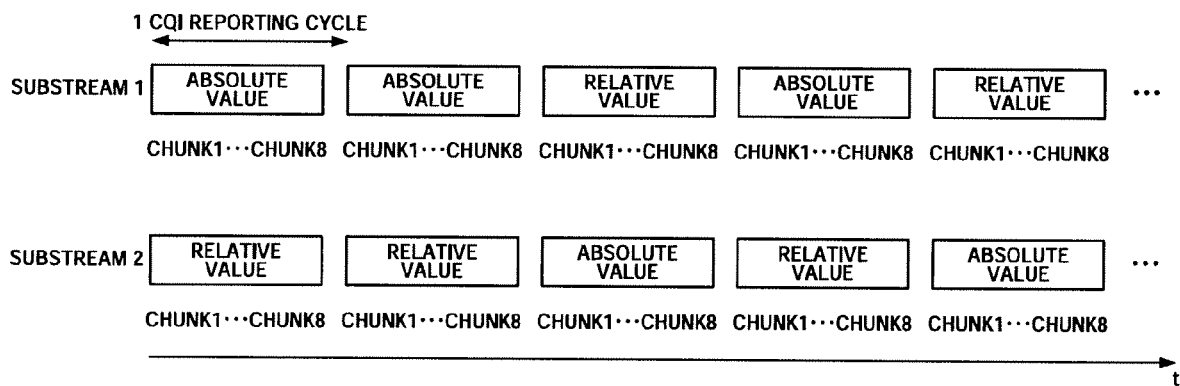 1 CQI REPORTING CYCLE
SUBSTREAM 1
ABSOLUTE VALUE
ABSOLUTE VALUE
RELATIVE VALUE
ABSOLUTE VALUE
RELATIVE VALUE
...
CHUNK1···CHUNK8 CHUNK1···CHUNK8 CHUNK1···CHUNK8 CHUNK1···CHUNK8 CHUNK1···CHUNK8
SUBSTREAM 2
RELATIVE VALUE
RELATIVE VALUE
ABSOLUTE VALUE
RELATIVE VALUE
ABSOLUTE VALUE
...
CHUNK1···CHUNK8 CHUNK1···CHUNK8 CHUNK1···CHUNK8 CHUNK1···CHUNK8 CHUNK1···CHUNK8
t